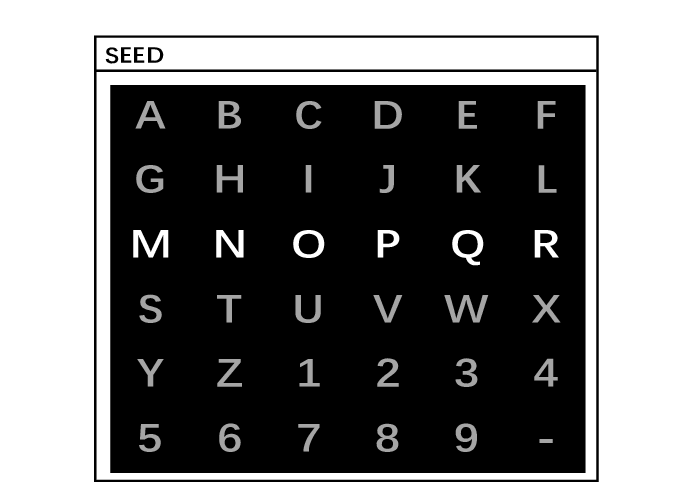 SEED
A B C D E F
G H I J K L
M N O P Q R
S T U V W X
Y Z 1 2 3 4
5 6 7 8 9 -